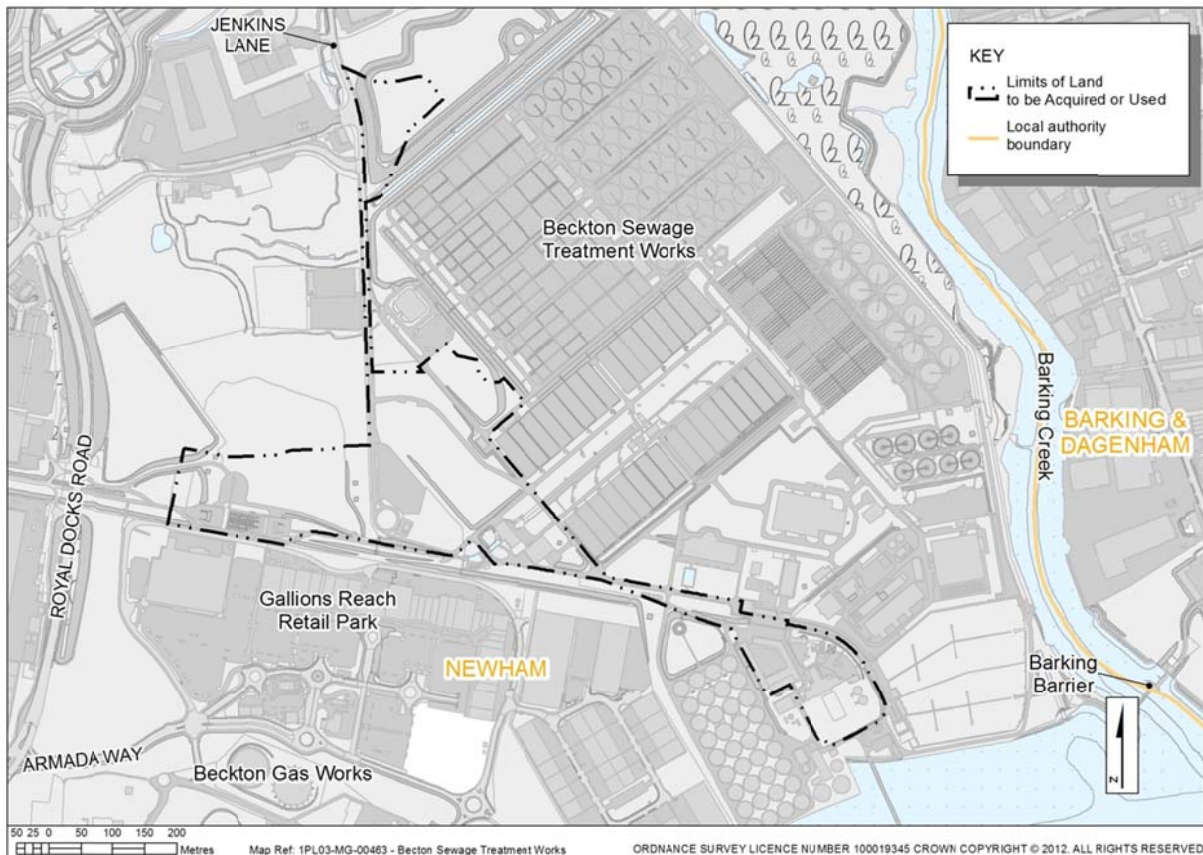 JENKINS
LANE
KEY
Limits of Land
to be Acquired or Used
Local authority
boundary
Beckton Sewage
Treatment Works
Barking Creek
BARKING &
DAGENHAM
ROYAL DOCKS ROAD
Gallions Reach
Retail Park
NEWHAM
Barking
Barrier
ARMADA WAY
Beckton Gas Works
N
50 25 0 50 100 150 200
Metres
Map Ref: 1PL03-MG-00463 - Becton Sewage Treatment Works
ORDNANCE SURVEY LICENCE NUMBER 100019345 CROWN COPYRIGHT © 2012. ALL RIGHTS RESERVED